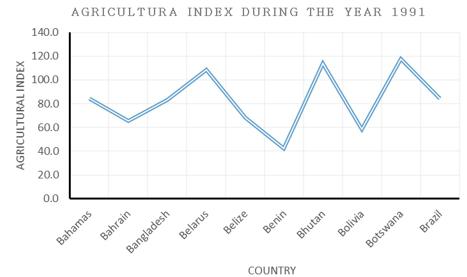 AGRICULTURA INDEX DURING THE YEAR 1991
140.0
120.0
100.0
80.0
60.0
40.0
20.0
0.0
AGRICULTURAL INDEX
Bahamas
Bahrain
Bangladesh
Belarus
Belize
Benin
Bhutan
Bolivia
Botswana
Brazil
COUNTRY